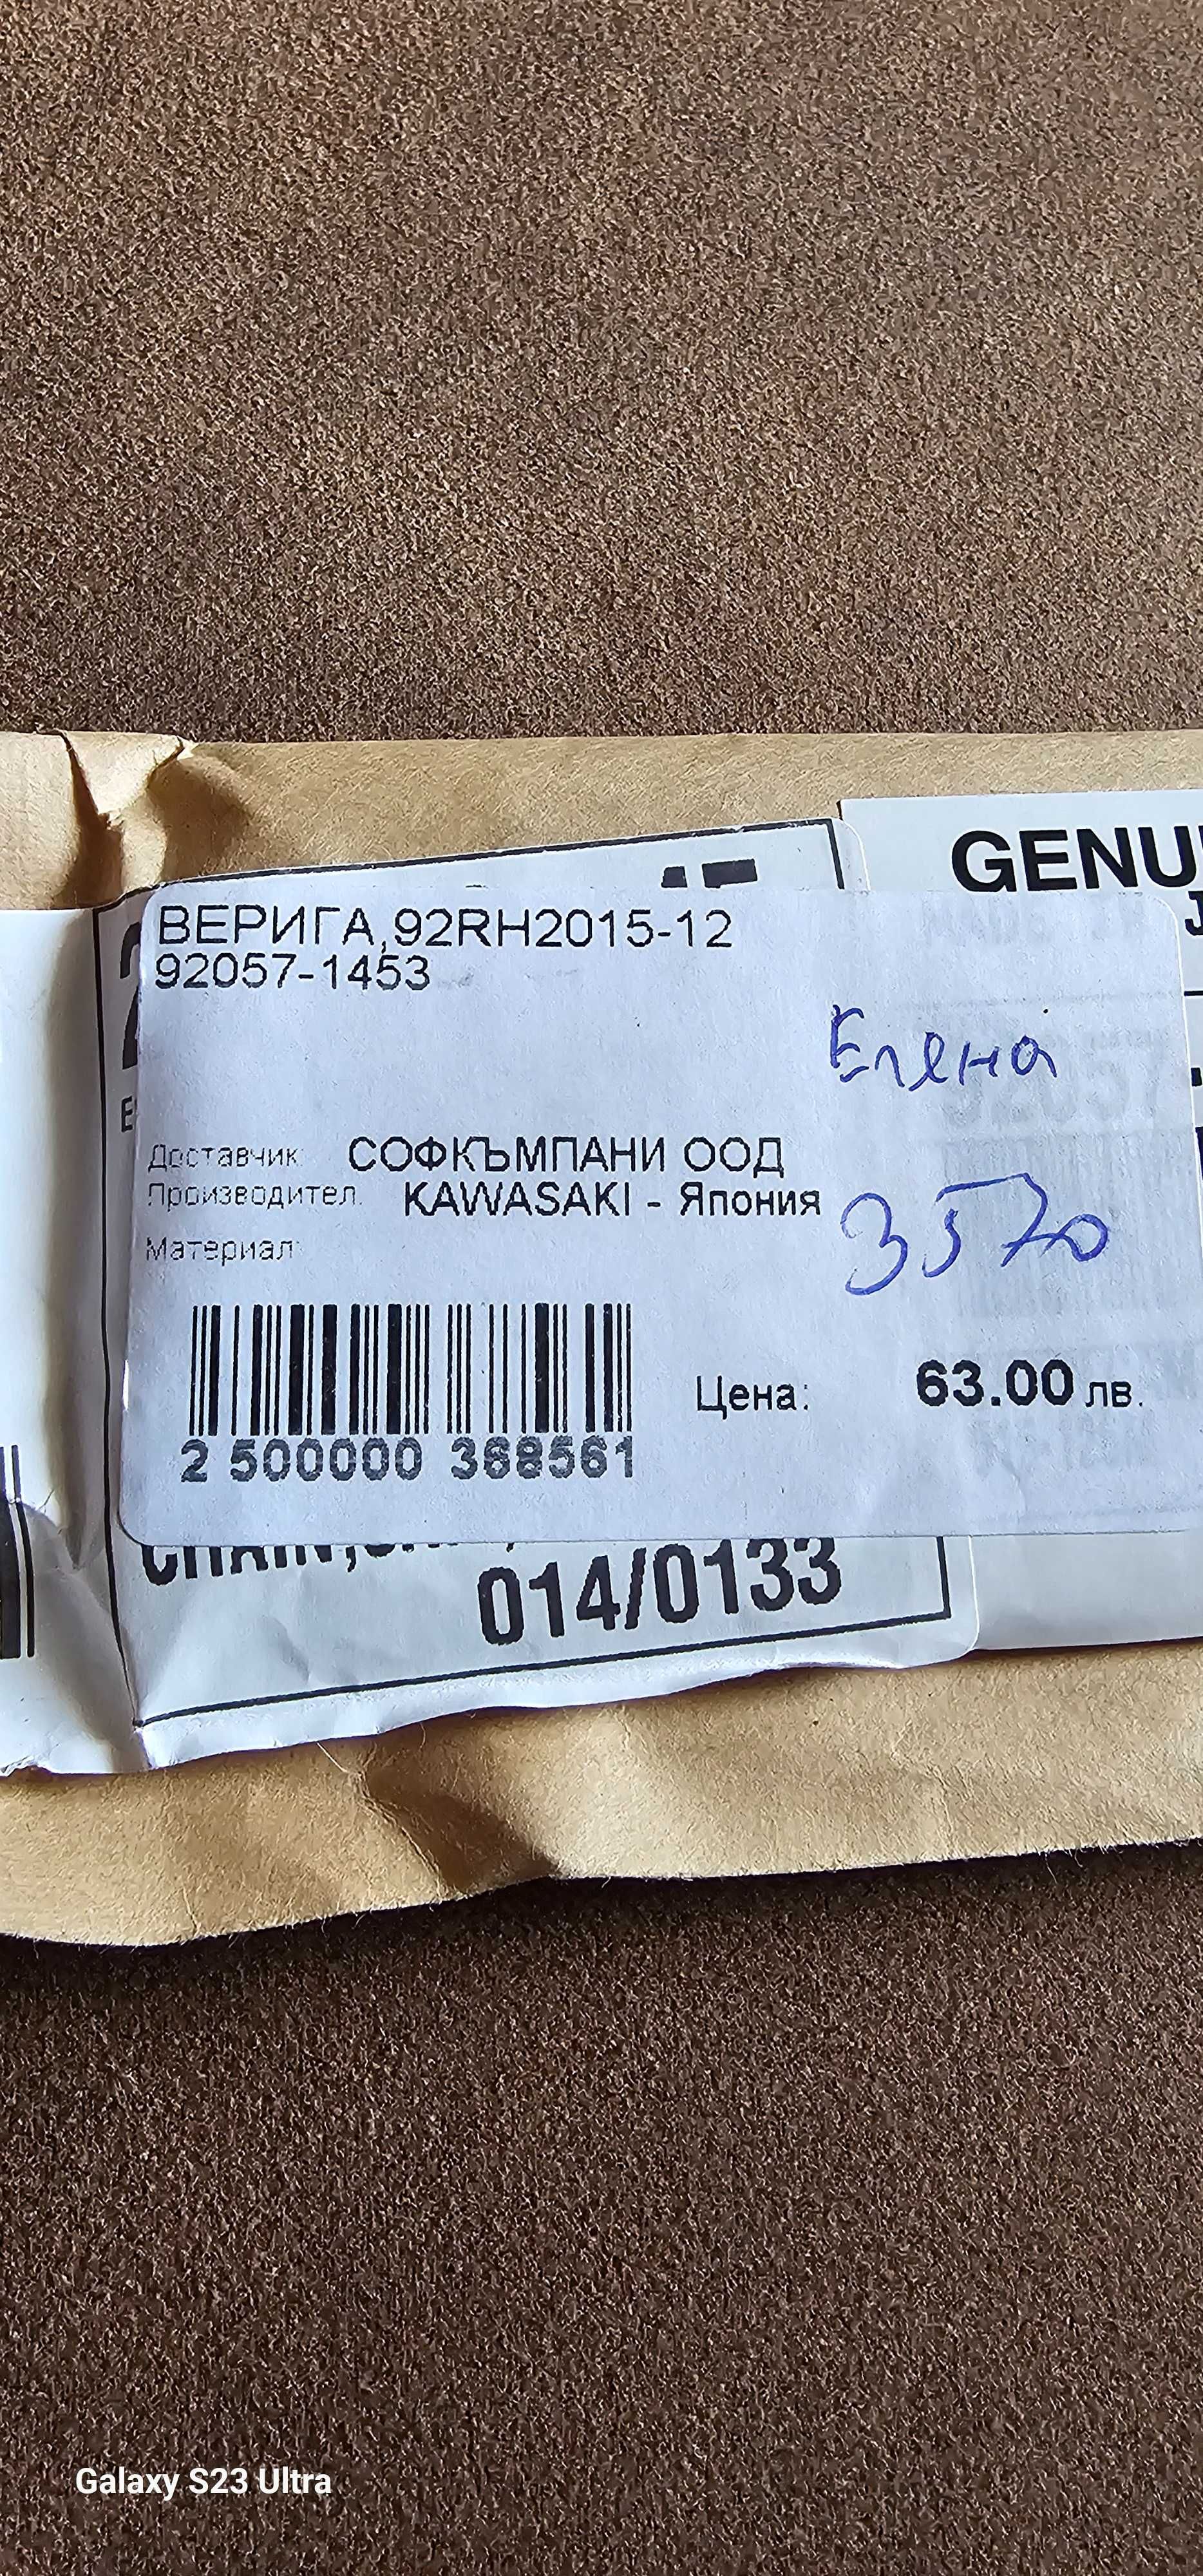 GENU
ВЕРИГА,92RH2015-12
92057-1453
Елена
Доставчик: СОФКЪМПАНИ ООД
Производител: KAWASAKI - Япония
3570
Материал:
Цена: 63.00 лв.
2 500000 368561
014/0133
Galaxy S23 Ultra